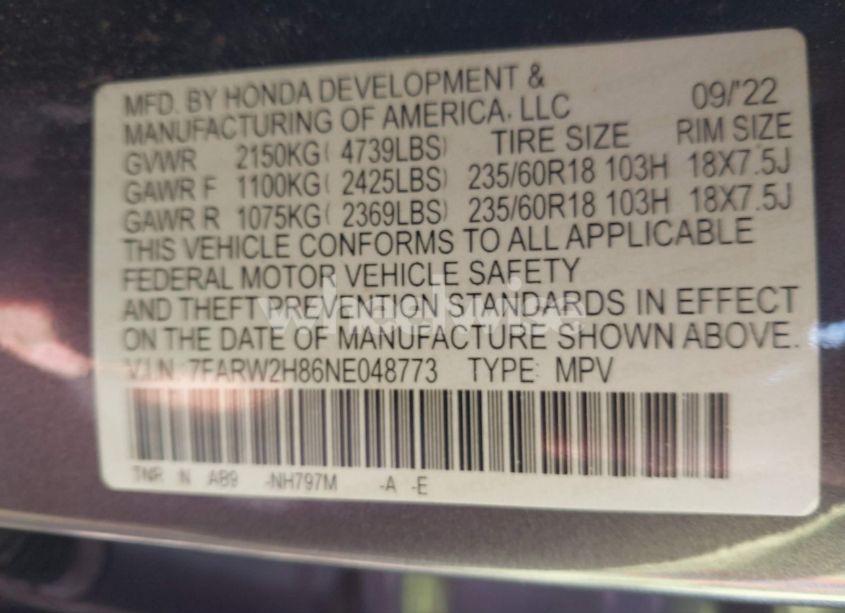 MFD. BY HONDA DEVELOPMENT &
MANUFACTURING OF AMERICA, LLC 09/'22
GVWR 2150KG( 4739LBS) TIRE SIZE RIM SIZE
GAWR F 1100KG( 2425LBS) 235/60R18 103H 18X7.5J
GAWR R 1075KG( 2369LBS) 235/60R18 103H 18X7.5J
THIS VEHICLE CONFORMS TO ALL APPLICABLE
FEDERAL MOTOR VEHICLE SAFETY
AND THEFT PREVENTION STANDARDS IN EFFECT
ON THE DATE OF MANUFACTURE SHOWN ABOVE.
V.I.N. 7FARW2H86NE048773 TYPE: MPV
TNR N AB9 -NH797M -A -E